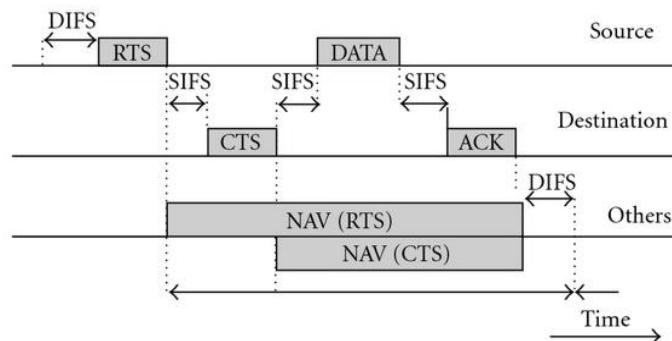 DIFS
Source
RTS
DATA
SIFS
SIFS
SIFS
Destination
CTS
ACK
DIFS
Others
NAV (RTS)
NAV (CTS)
Time